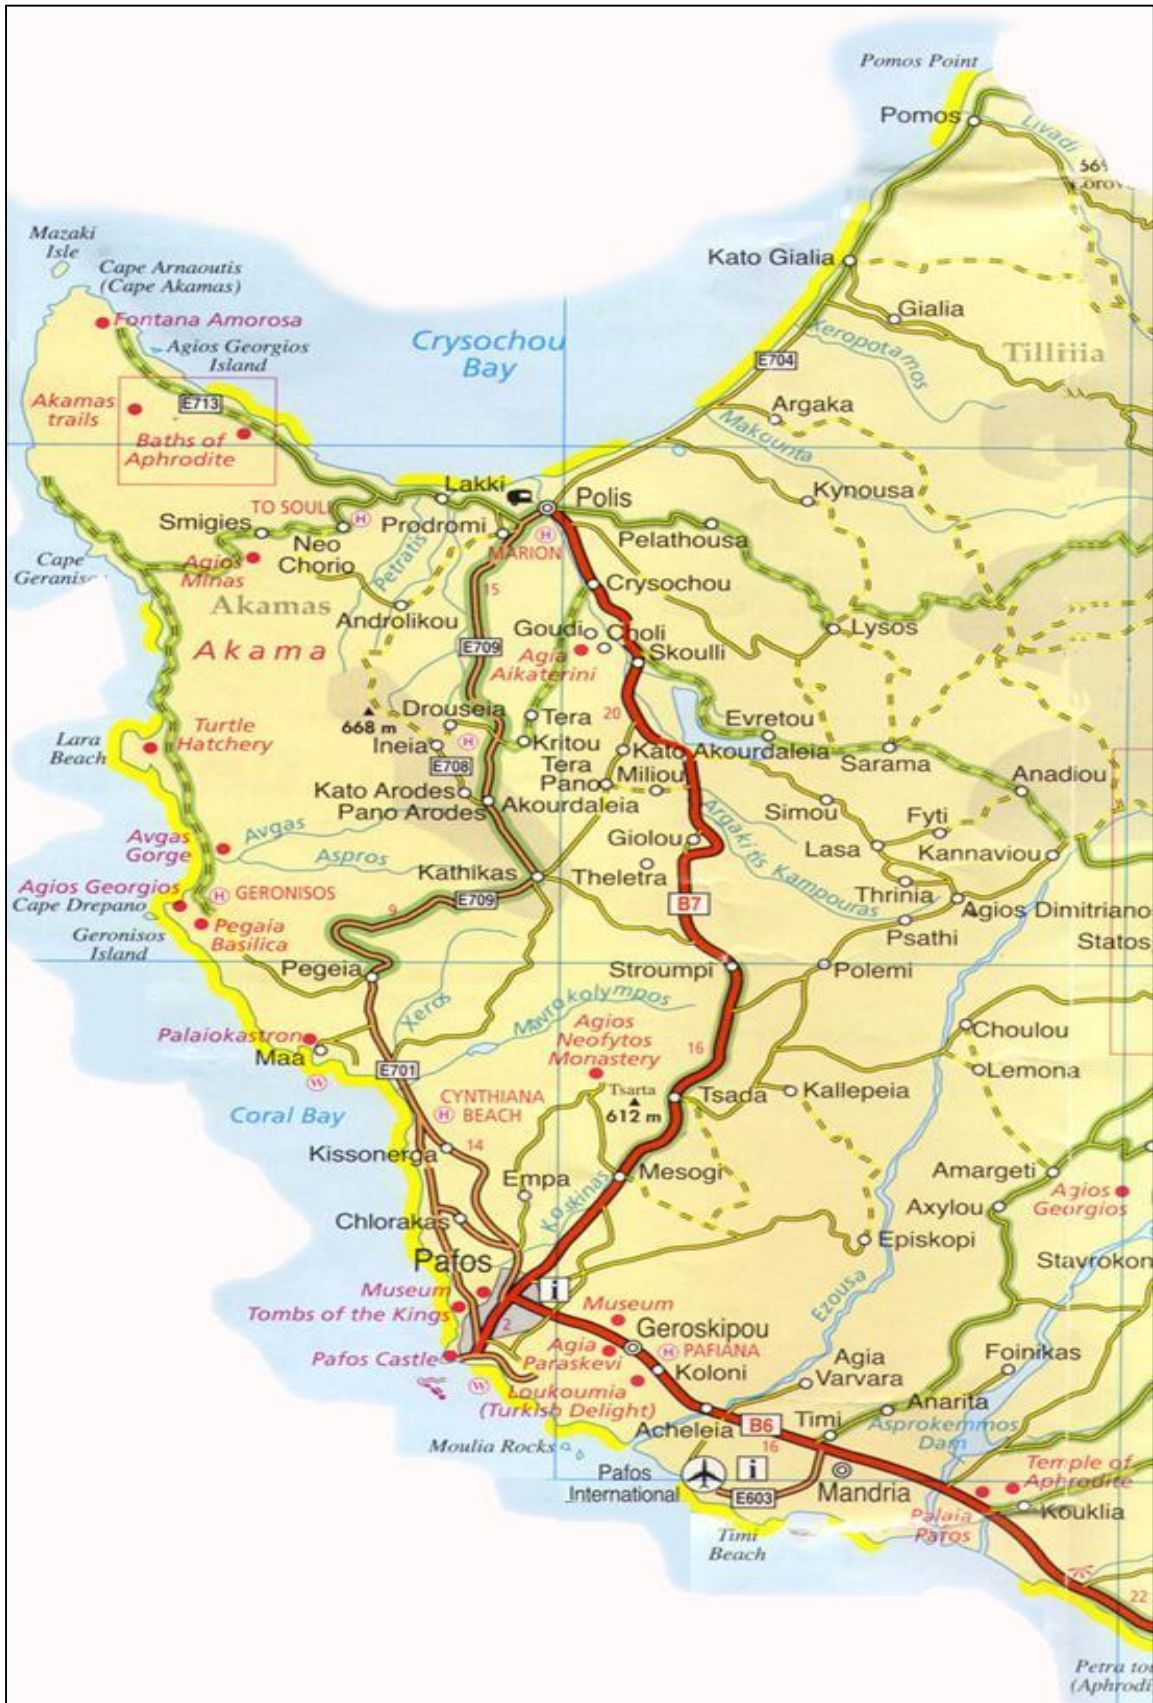 Pomos Point
Pomos
Livadi
569
Kato Gialia
Mazaki
Isle
Cape Arnaoutis
(Cape Akamas)
Fontana Amorosa
Agios Georgios
Island
Gialia
Xeropotamos
Tilliiia
Crysochou
Bay
E704
Akamas
trails
E713
Baths of
Aphrodite
Argaka
Makounta
Lakki
Polis
Kynousa
TO SOULI
H
Smigies
Prodromi
Pelathousa
Neo
Chorio
MARION
H
Cape
Agios
Minas
Petratis
15
Crysochou
Akamas
Androlikou
Goudi
Choli
Lysos
Akama
E709
Agia
Aikaterini
Skoulli
668 m
Drouseia
Tera
20
Evretou
Lara
Beach
Turtle
Hatchery
Ineia
H
Kritou
Tera
Kato Akourdaleia
Sarama
E708
Pano
Miliou
Anadiou
Kato Arodes
Pano Arodes
Akourdaleia
Simou
Fyti
Avgas
Gorge
Avgas
Aspros
Giolou
Argaki tis Kampouras
Lasa
Kannaviou
Kathikas
Theletra
Thrinia
Agios Georgios
Cape Drepano
H
GERONISOS
9
E709
B7
Agios Dimitriano
Geronisos
Island
Pegaia
Basilica
Psathi
Statos
Pegeia
Stroumpi
Polemi
Xeros
Mavrokolympos
Palaiokastron
Maa
Agios
Neofytos
Monastery
16
Choulou
W
E701
Lemona
Coral Bay
CYNTHIANA
BEACH
H
Tsarta
612 m
Tsada
Kallepeia
14
Kissonerga
Empa
Koskinas
Mesogi
Amargeti
Axylou
Agios
Georgios
Chlorakas
Episkopi
Pafos
Stavrokon
i
Ezousa
Museum
Tombs of the Kings
2
Museum
Geroskipou
H
PAFIANA
Pafos Castle
Agia
Paraskevi
Koloni
Agia
Varvara
Foinikas
W
Loukoumia
(Turkish Delight)
Anarita
Acheleia
B6
16
Timi
Asprokemmos
Dam
Moulia Rocks
Pafos
International
i
E603
Mandria
Temple of
Aphrodite
Kouklia
Palaia
Pafos
Timi
Beach
22
Petra tou
(Aphrodi